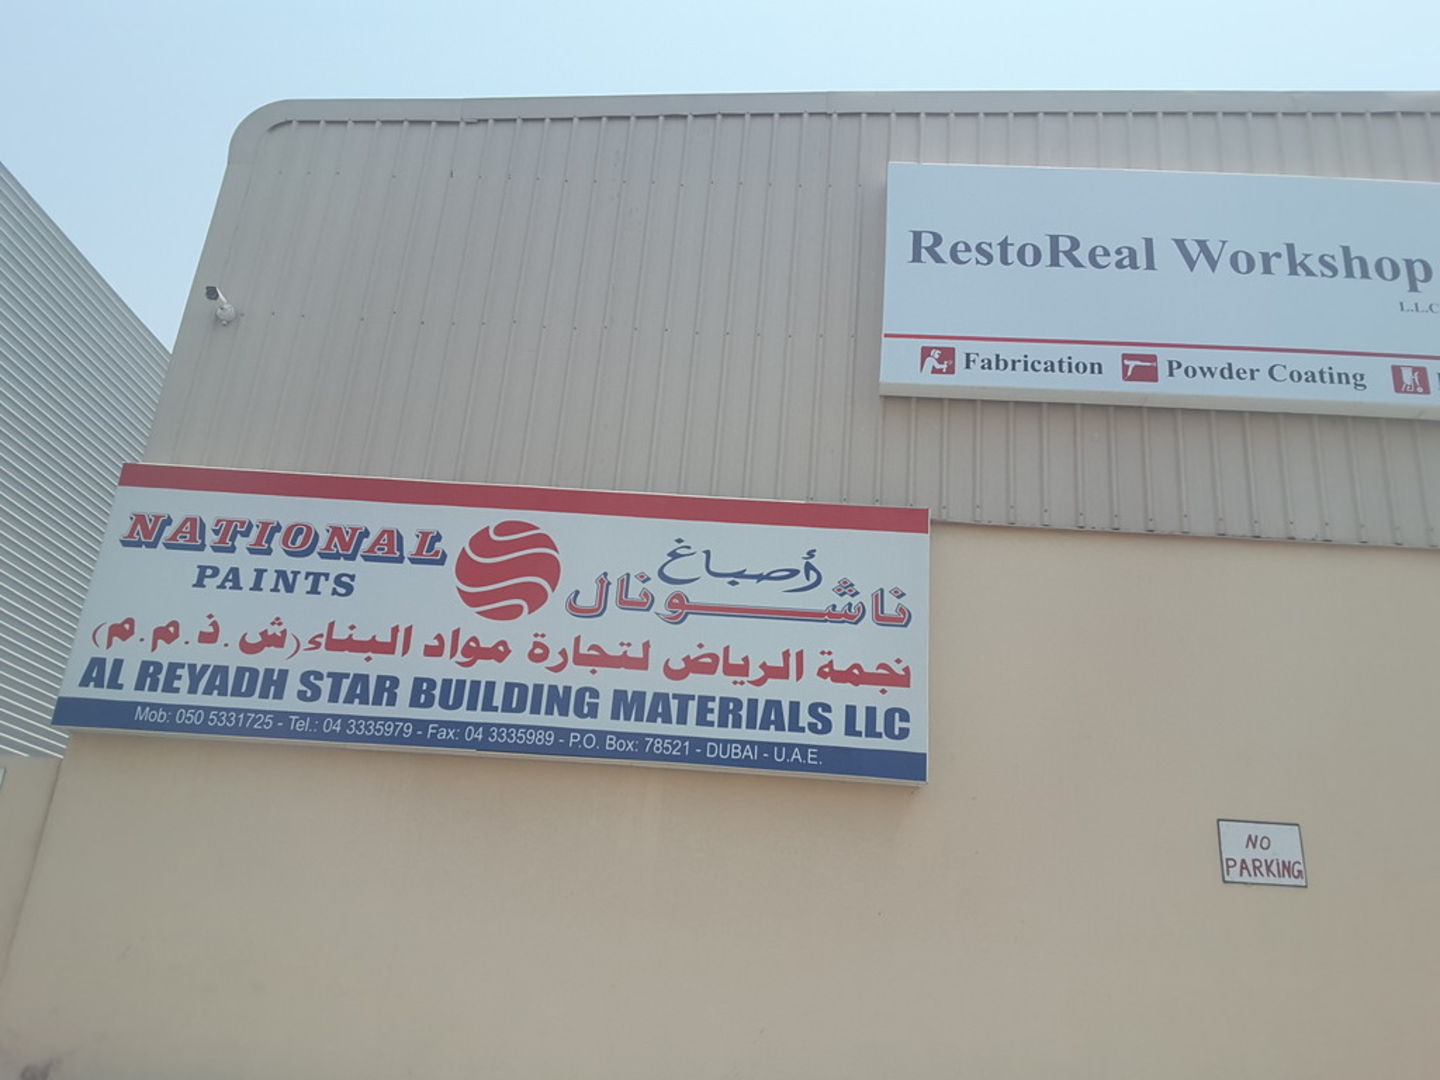 RestoReal Workshop
L.L.C
Fabrication Powder Coating
NATIONAL
PAINTS
أصباغ
ناشونال
نجمة الرياض لتجارة مواد البناء (ش.ذ.م.م)
AL REYADH STAR BUILDING MATERIALS LLC
Mob: 050 5331725 - Tel.: 04 3335979 - Fax: 04 3335989 - P.O. Box: 78521 - DUBAI - U.A.E.
NO
PARKING